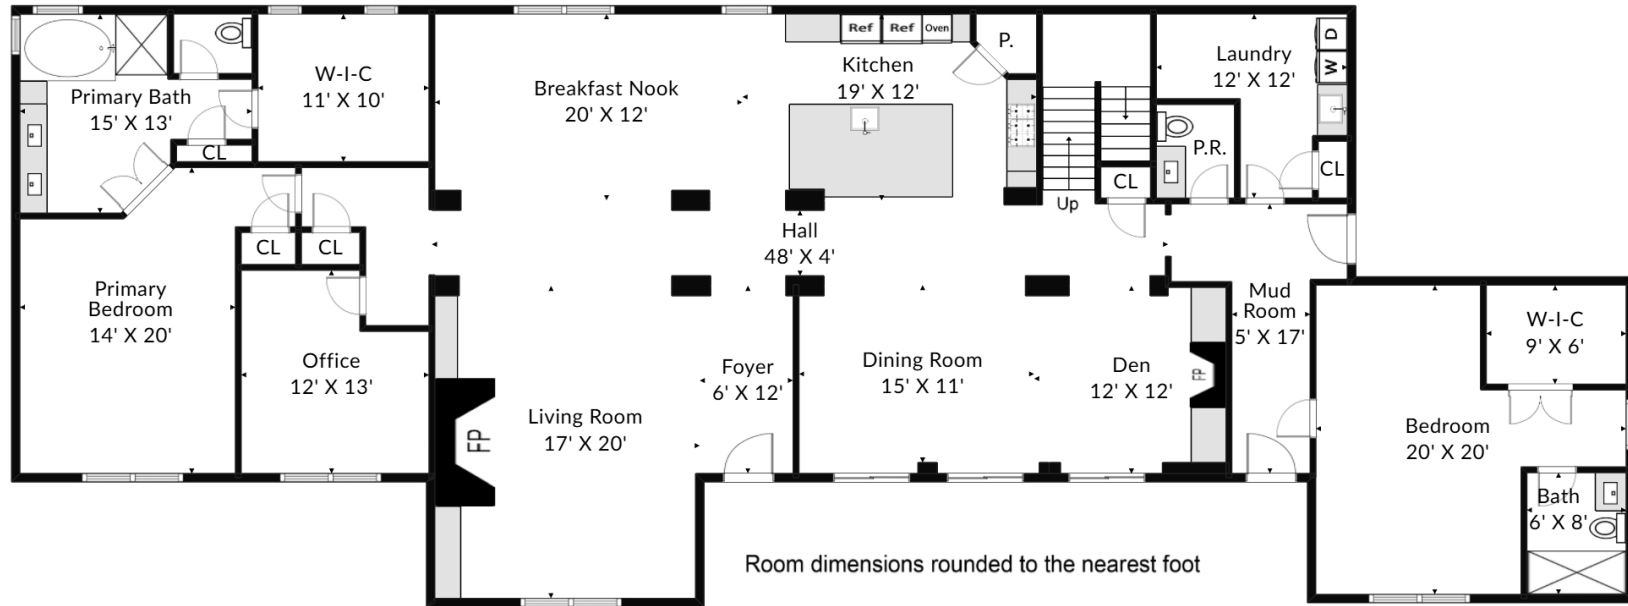 Primary Bath
15' X 13'
CL
W-I-C
11' X 10'
Breakfast Nook
20' X 12'
Ref
Ref
Oven
Kitchen
19' X 12'
P.
Up
CL
Laundry
12' X 12'
D
W
P.R.
CL
CL
CL
Hall
48' X 4'
Primary
Bedroom
14' X 20'
Office
12' X 13'
FP
Living Room
17' X 20'
Foyer
6' X 12'
Dining Room
15' X 11'
Den
12' X 12'
FP
Mud
Room
5' X 17'
W-I-C
9' X 6'
Bedroom
20' X 20'
Bath
6' X 8'
Room dimensions rounded to the nearest foot